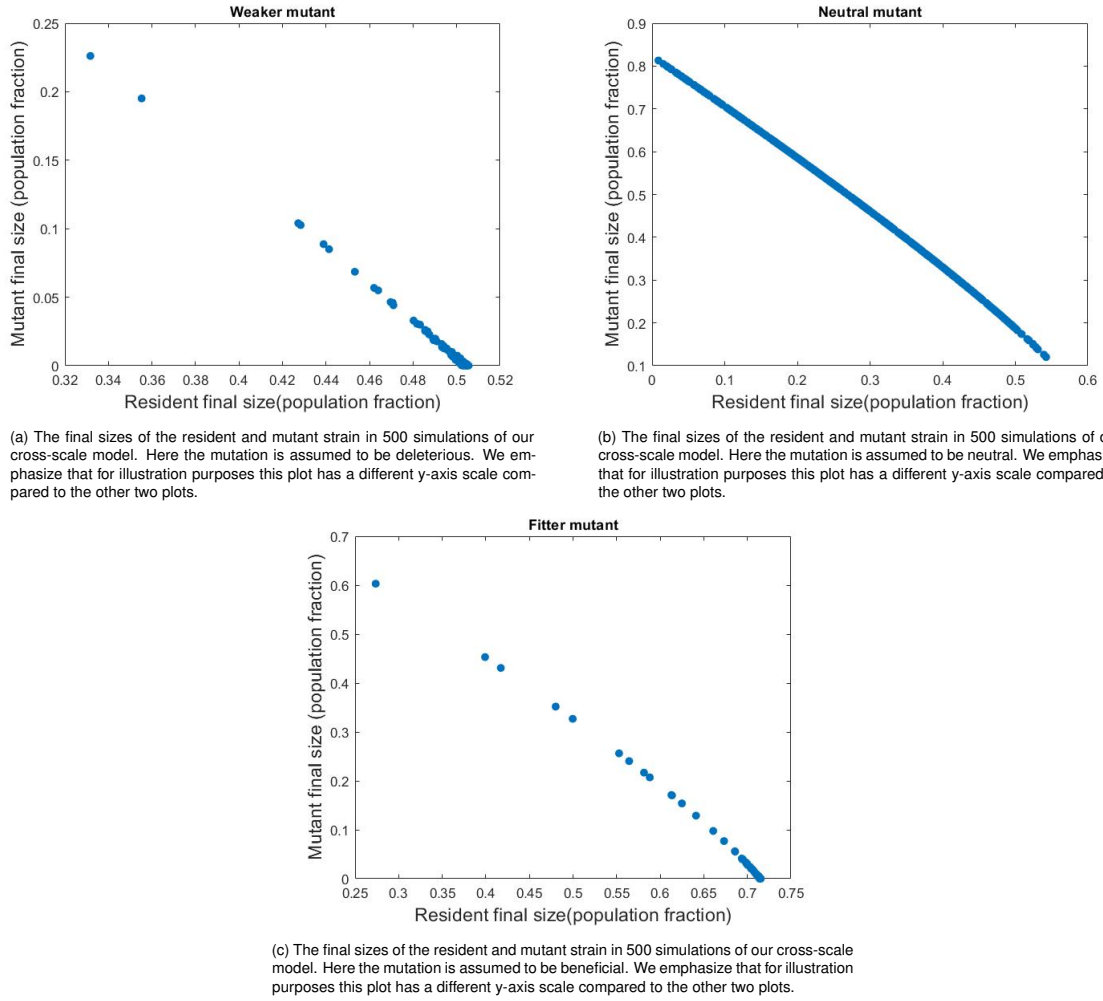 Weaker mutant
0.25
0.2
0.15
0.1
0.05
0
Mutant final size (population fraction)
0.32 0.34 0.36 0.38 0.4 0.42 0.44 0.46 0.48 0.5 0.52
Resident final size(population fraction)
(a) The final sizes of the resident and mutant strain in 500 simulations of our
cross-scale model. Here the mutation is assumed to be deleterious. We em-
phasize that for illustration purposes this plot has a different y-axis scale com-
pared to the other two plots.
Neutral mutant
0.9
0.8
0.7
0.6
0.5
0.4
0.3
0.2
0.1
Mutant final size (population fraction)
0 0.1 0.2 0.3 0.4 0.5 0.6
Resident final size(population fraction)
(b) The final sizes of the resident and mutant strain in 500 simulations of
cross-scale model. Here the mutation is assumed to be neutral. We emphas
that for illustration purposes this plot has a different y-axis scale compared
the other two plots.
Fitter mutant
0.7
0.6
0.5
0.4
0.3
0.2
0.1
0
Mutant final size (population fraction)
0.25 0.3 0.35 0.4 0.45 0.5 0.55 0.6 0.65 0.7 0.75
Resident final size(population fraction)
(c) The final sizes of the resident and mutant strain in 500 simulations of our cross-scale
model. Here the mutation is assumed to be beneficial. We emphasize that for illustration
purposes this plot has a different y-axis scale compared to the other two plots.